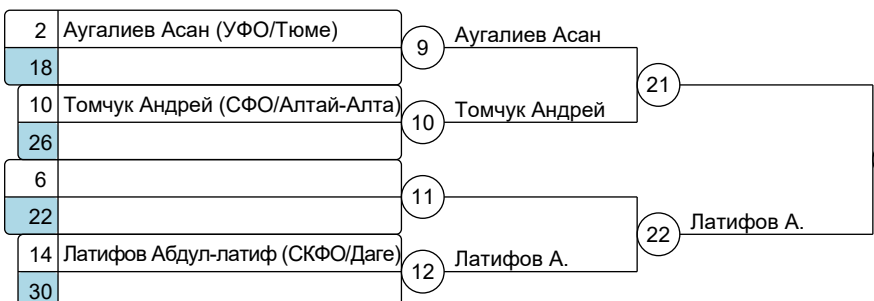 2 Аугалиев Асан (УФО/Тюме)
9 Аугалиев Асан
18
21
10 Томчук Андрей (СФО/Алтай-Алта)
10 Томчук Андрей
26
6
11
22
22 Латифов А.
14 Латифов Абдул-латиф (СКФО/Даге)
12 Латифов А.
30